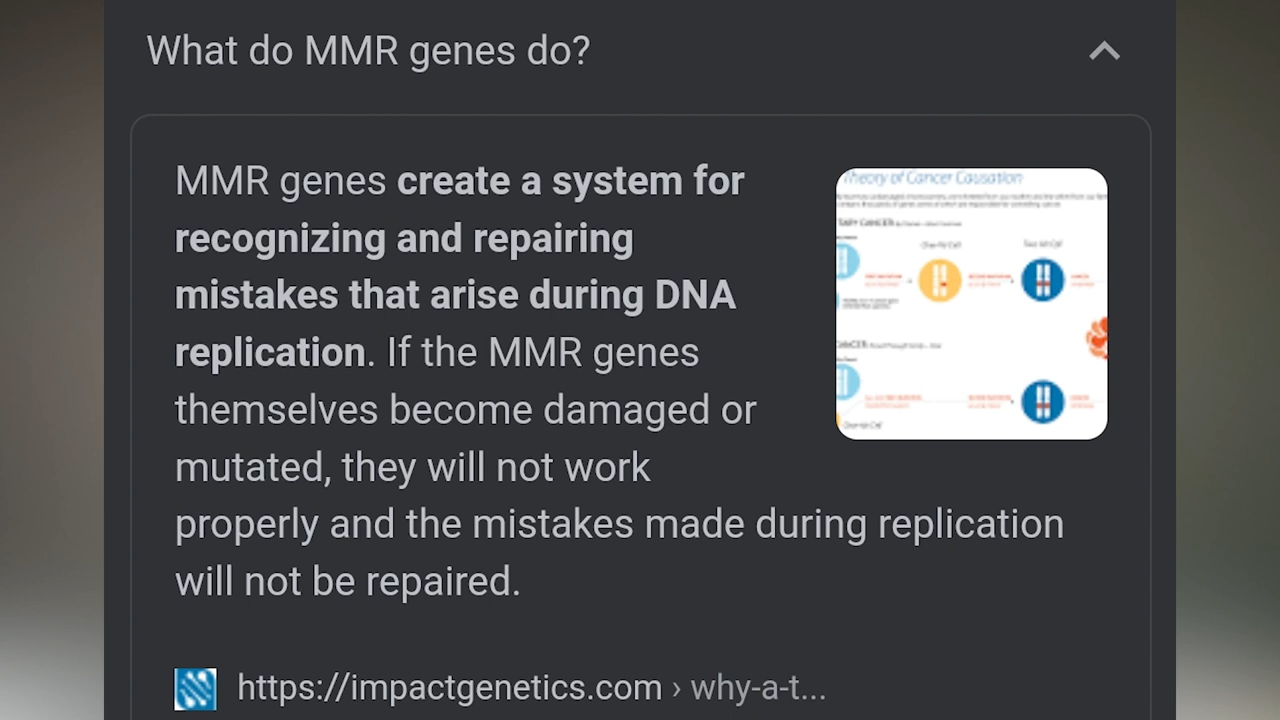 What do MMR genes do?
MMR genes create a system for
recognizing and repairing
mistakes that arise during DNA
replication. If the MMR genes
themselves become damaged or
mutated, they will not work
properly and the mistakes made during replication
will not be repaired.
Theory of Cancer Causation
https://impactgenetics.com › why-a-t...